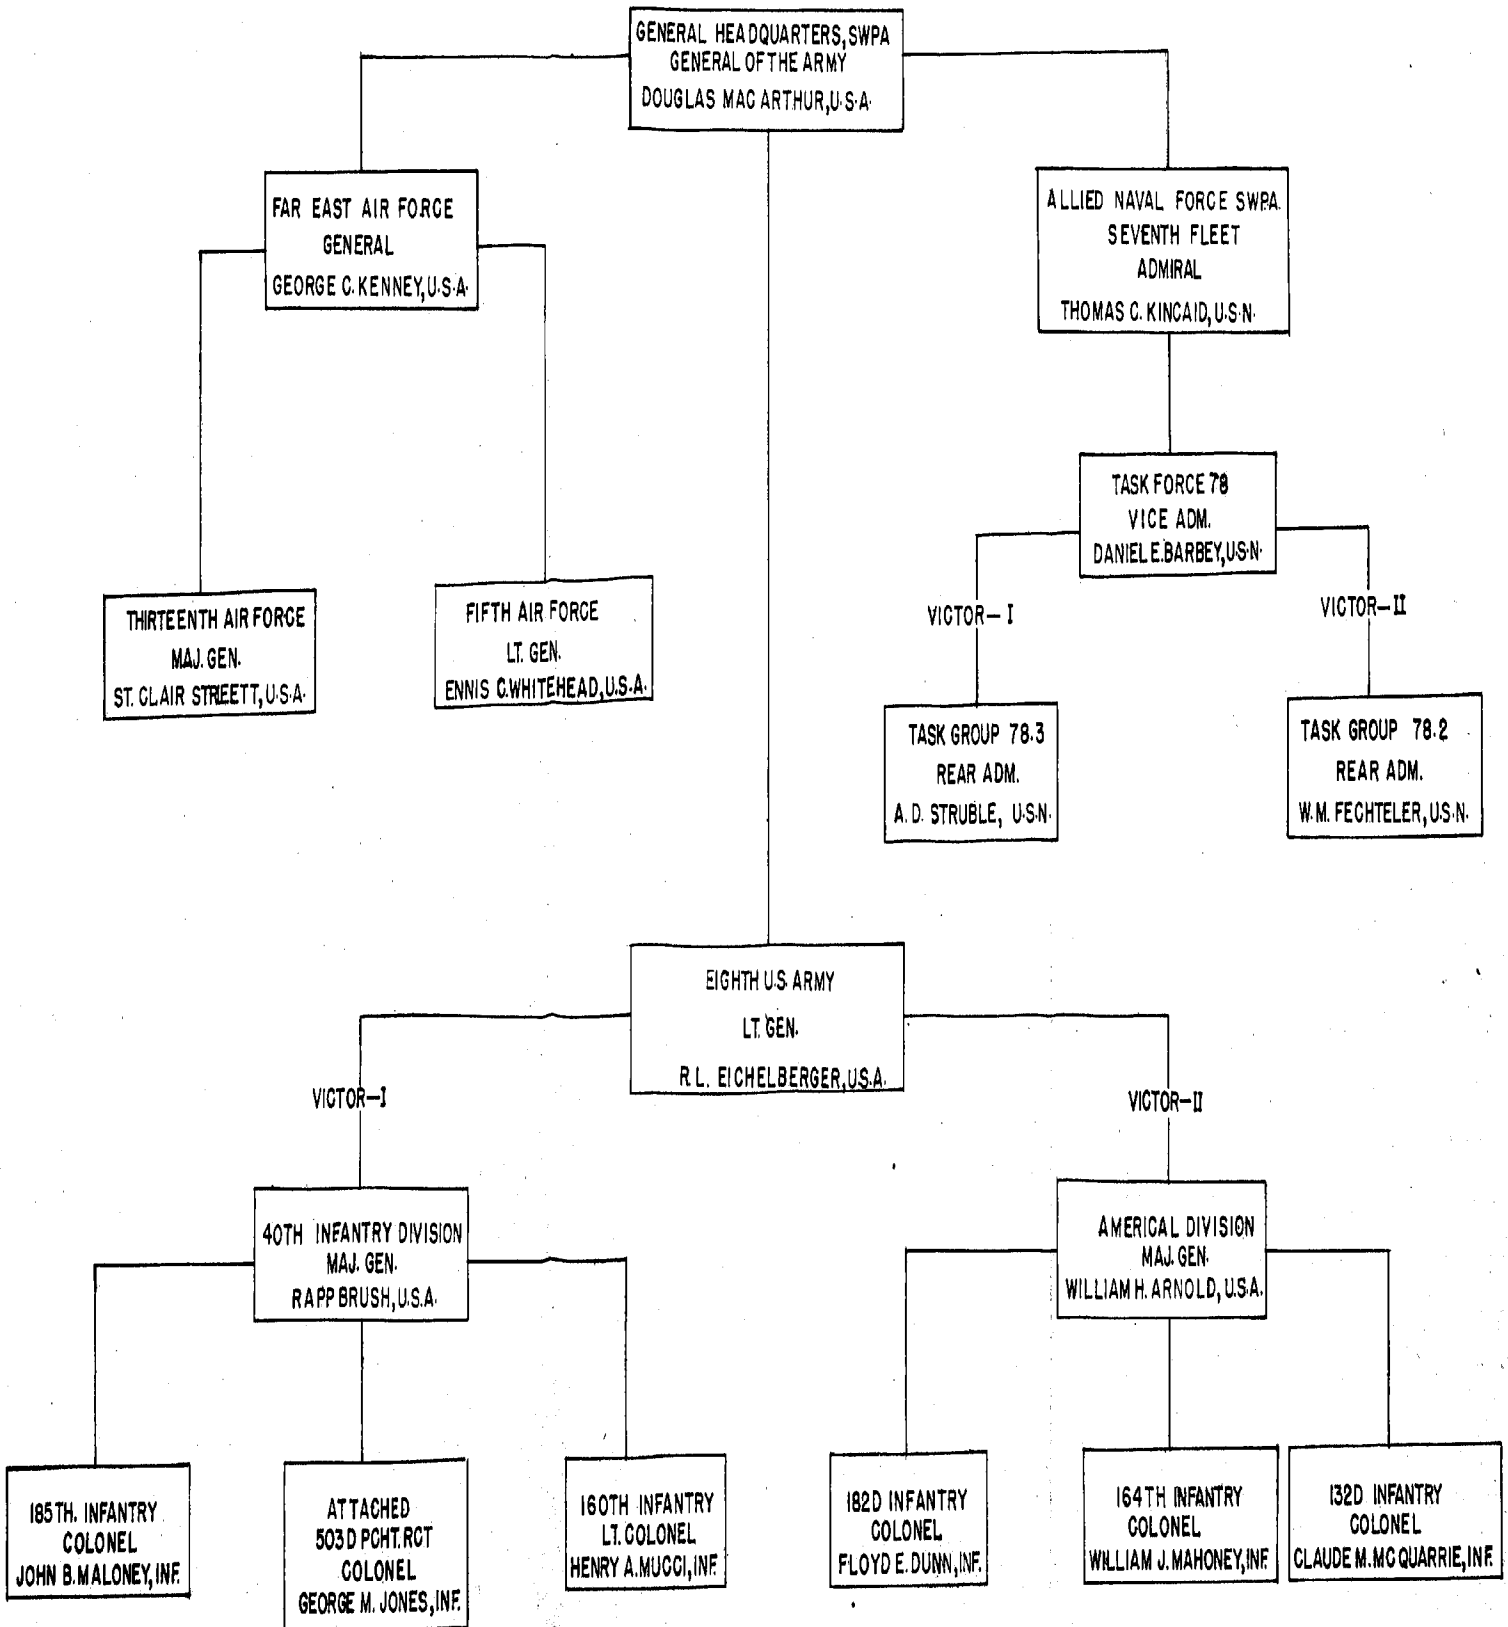 GENERAL HEADQUARTERS, SWPA
GENERAL OF THE ARMY
DOUGLAS MAC ARTHUR, U.S.A.
FAR EAST AIR FORCE
GENERAL
GEORGE C. KENNEY, U.S.A.
ALLIED NAVAL FORCE SWPA.
SEVENTH FLEET
ADMIRAL
THOMAS C. KINCAID, U.S.N.
TASK FORCE 78
VICE ADM.
DANIEL E. BARBEY, U.S.N.
VICTOR-I
VICTOR-II
THIRTEENTH AIR FORCE
MAJ. GEN.
ST. CLAIR STREETT, U.S.A.
FIFTH AIR FORCE
LT. GEN.
ENNIS C. WHITEHEAD, U.S.A.
TASK GROUP 78.3
REAR ADM.
A.D. STRUBLE, U.S.N.
TASK GROUP 78.2
REAR ADM.
W.M. FECHTELER, U.S.N.
EIGHTH U.S. ARMY
LT. GEN.
R.L. EICHELBERGER, U.S.A.
VICTOR-I
VICTOR-II
40TH INFANTRY DIVISION
MAJ. GEN.
RAPP BRUSH, U.S.A.
AMERICAL DIVISION
MAJ. GEN.
WILLIAM H. ARNOLD, U.S.A.
185TH. INFANTRY
COLONEL
JOHN B. MALONEY, INF.
ATTACHED
503D PCHT. RCT
COLONEL
GEORGE M. JONES, INF.
160TH INFANTRY
LT. COLONEL
HENRY A. MUCCI, INF.
182D INFANTRY
COLONEL
FLOYD E. DUNN, INF.
164TH INFANTRY
COLONEL
WILLIAM J. MAHONEY, INF.
132D INFANTRY
COLONEL
CLAUDE M. MC QUARRIE, INF.